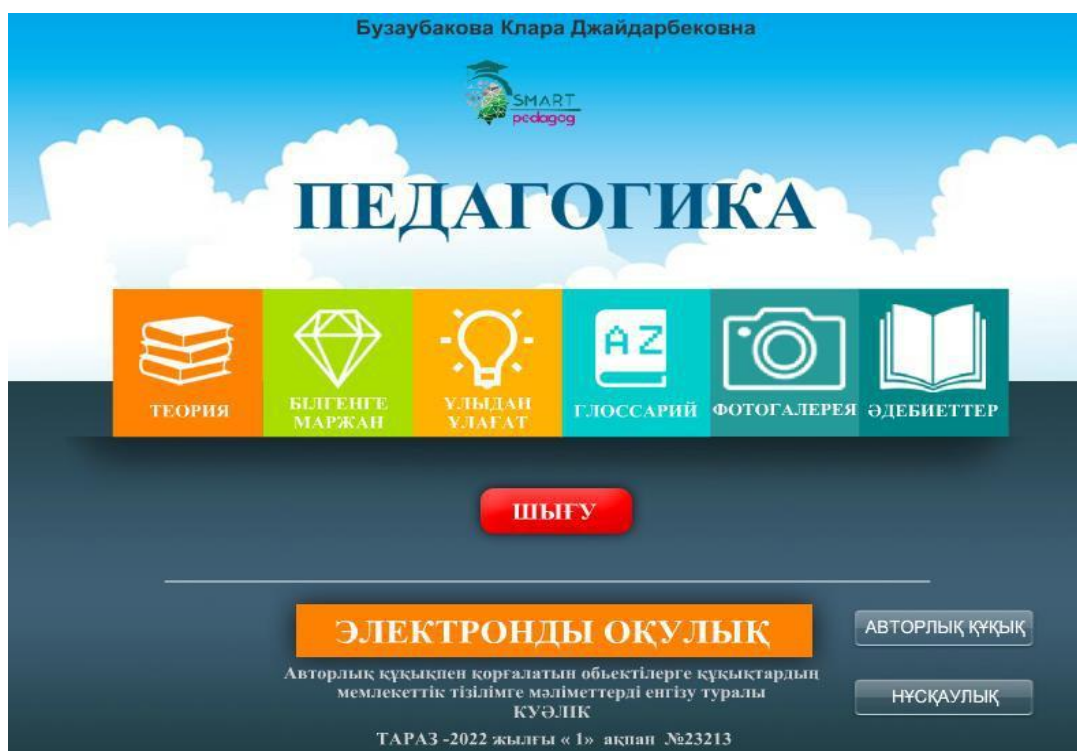 Бузаубакова Клара Джайдарбековна
SMART
pedagog
ПЕДАГОГИКА
AZ
ТЕОРИЯ
БІЛГЕНГЕ
МАРЖАН
ҰЛЫДАН
ҰЛАҒАТ
ГЛОССАРИЙ
ФОТОГАЛЕРЕЯ
ӘДЕБИЕТТЕР
ШЫҒУ
ЭЛЕКТРОНДЫ ОҚУЛЫҚ
АВТОРЛЫҚ ҚҰҚЫҚ
Авторлық құқықпен қорғалатын обьектілерге құқықтардың
мемлекеттік тізілімге мәліметтерді енгізу туралы
КУӘЛІК
НҰСҚАУЛЫҚ
ТАРАЗ -2022 жылғы « 1» ақпан №23213